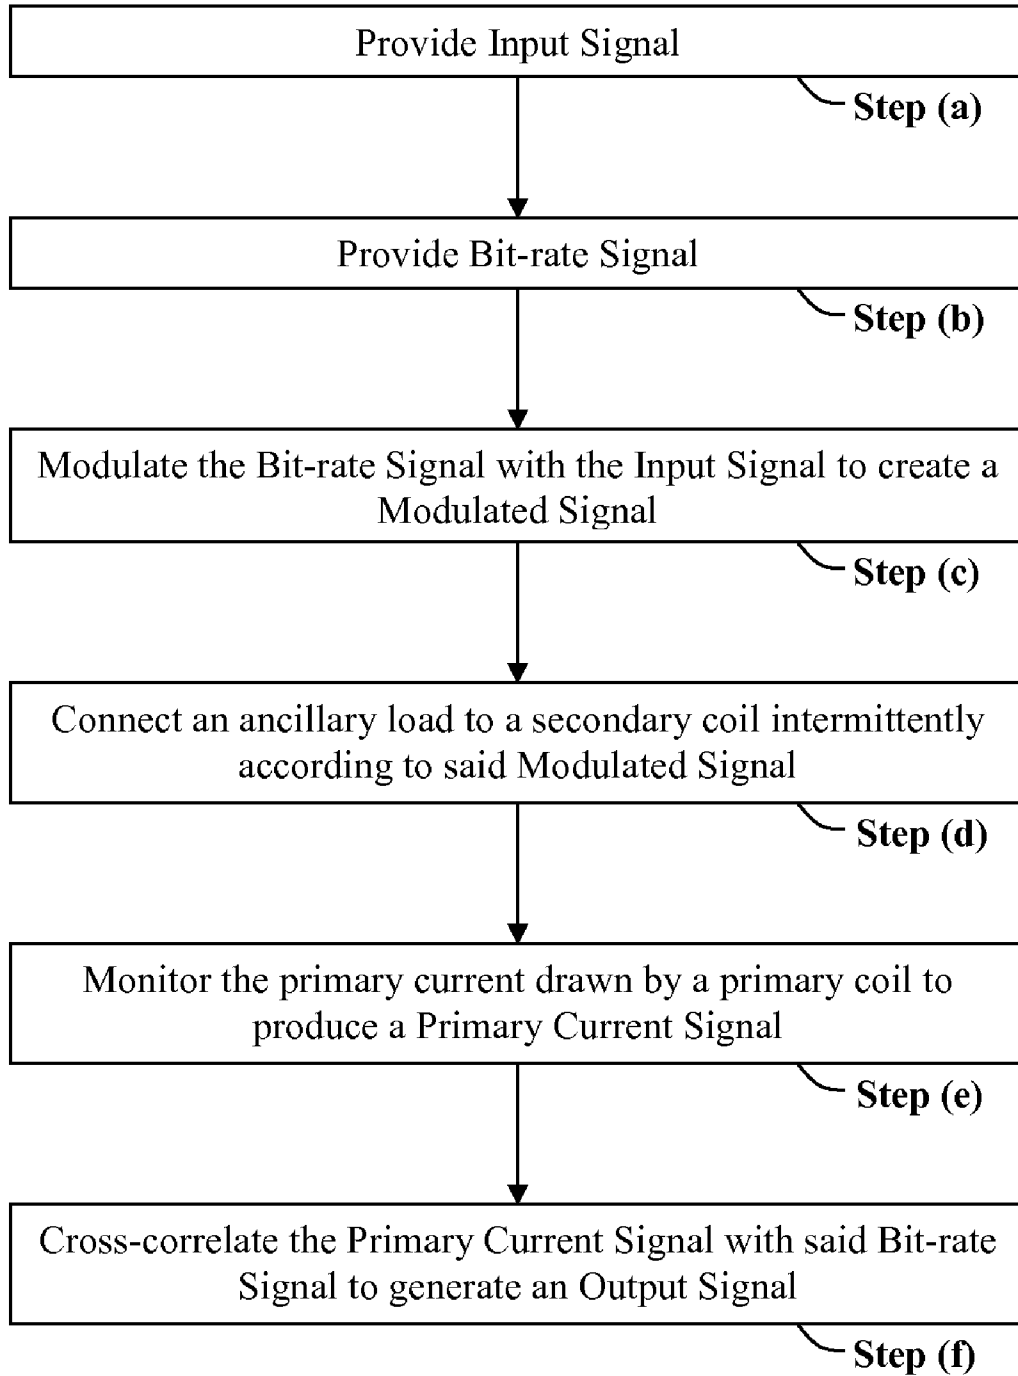 Provide Input Signal
Step (a)
Provide Bit-rate Signal
Step (b)
Modulate the Bit-rate Signal with the Input Signal to create a
Modulated Signal
Step (c)
Connect an ancillary load to a secondary coil intermittently
according to said Modulated Signal
Step (d)
Monitor the primary current drawn by a primary coil to
produce a Primary Current Signal
Step (e)
Cross-correlate the Primary Current Signal with said Bit-rate
Signal to generate an Output Signal
Step (f)